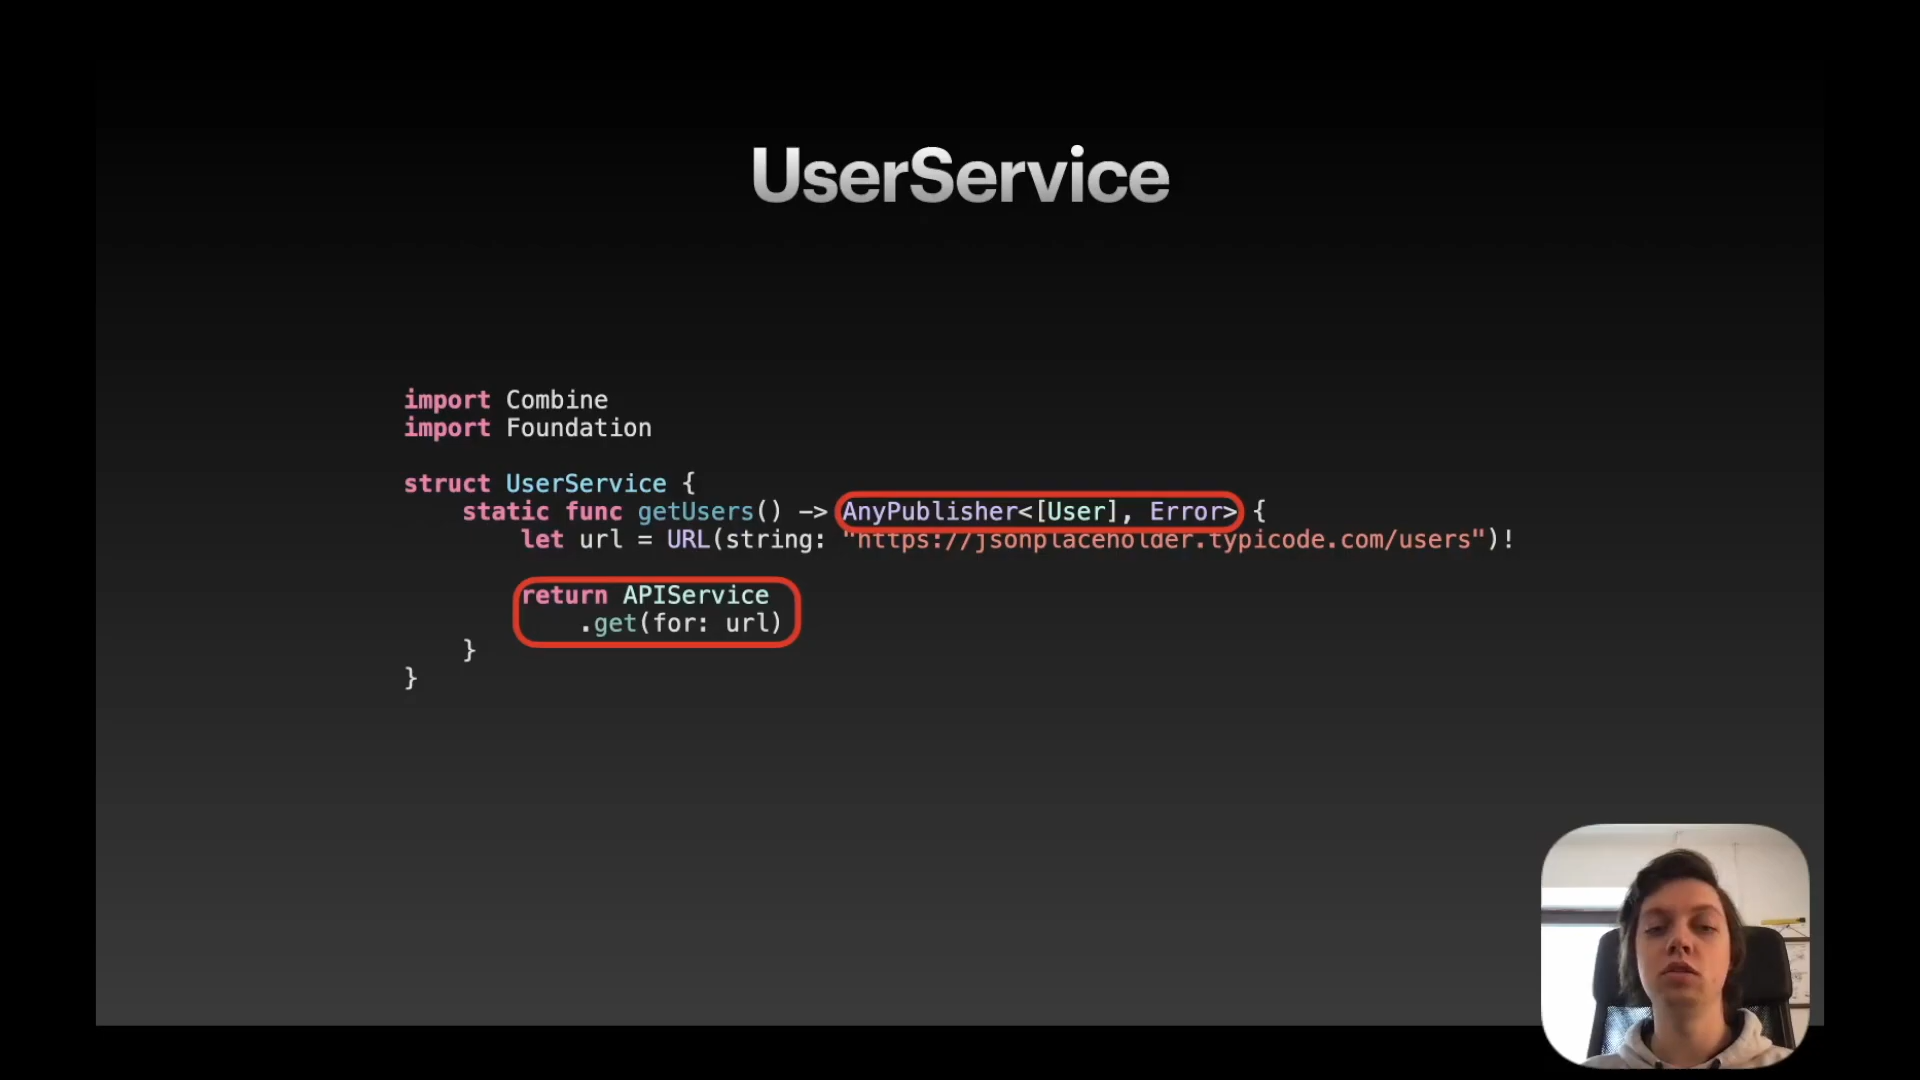 UserService
import Combine
import Foundation
struct UserService {
static func getUsers() -> AnyPublisher<[User], Error> {
let url = URL(string: "https://jsonplaceholder.typicode.com/users")!
return APIService
.get(for: url)
}
}